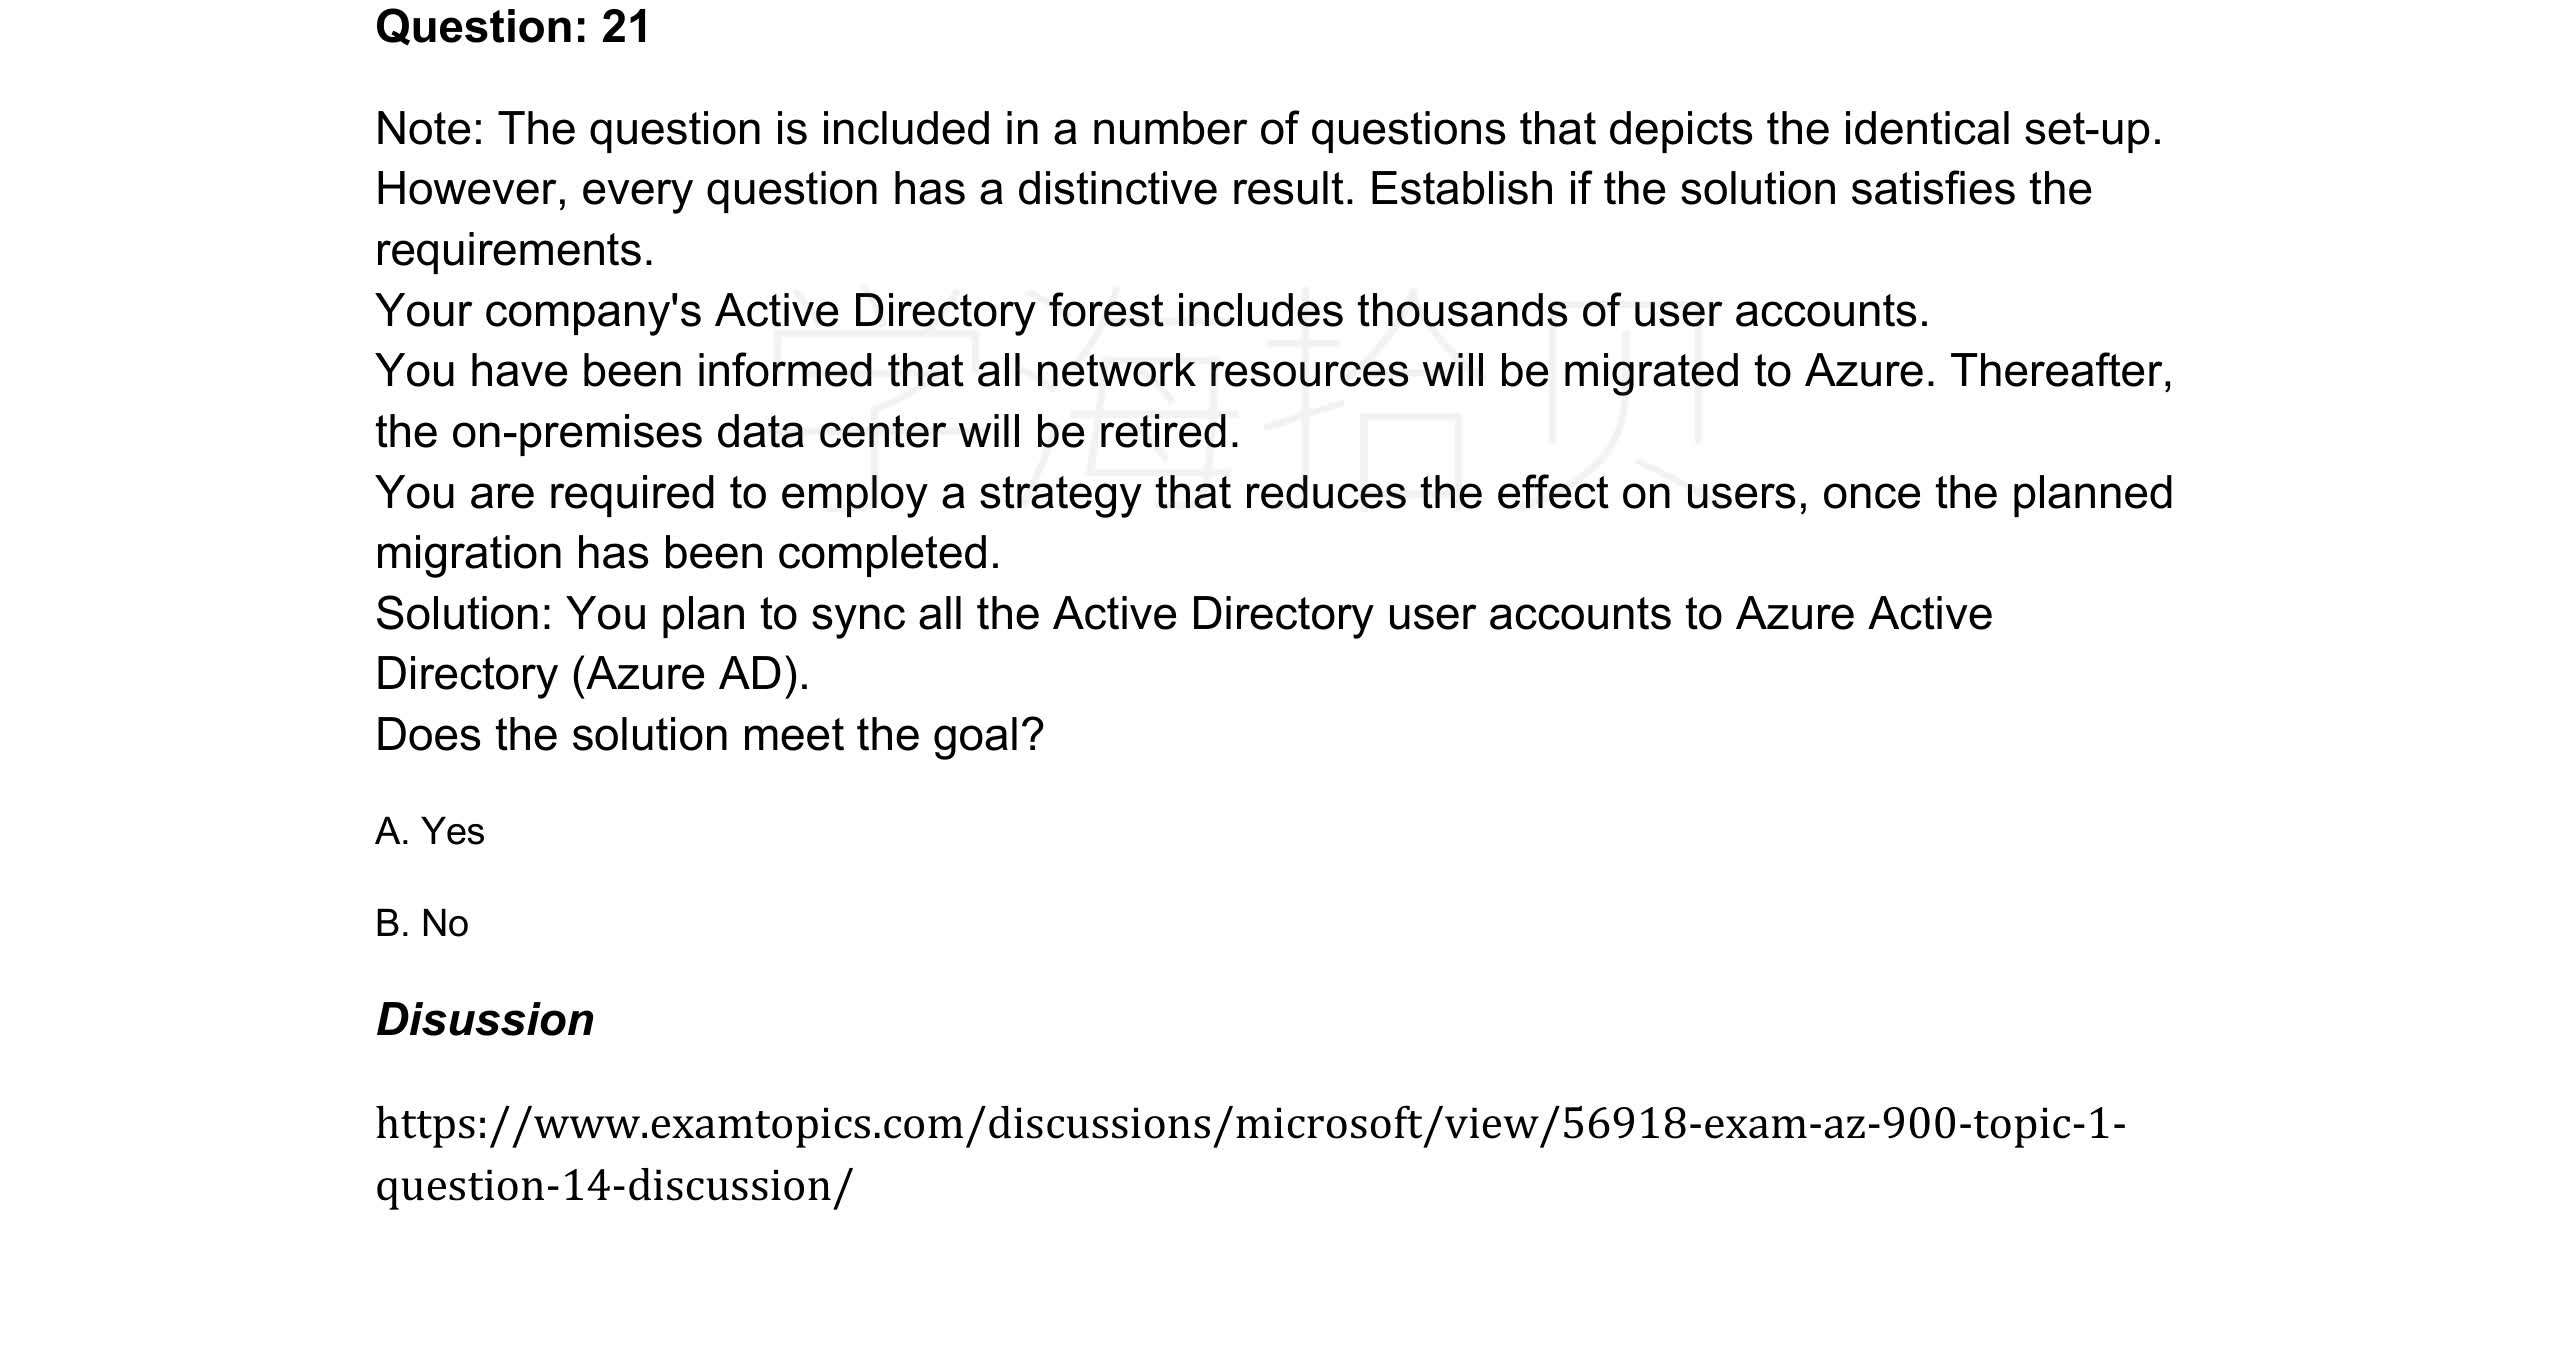 Question: 21
Note: The question is included in a number of questions that depicts the identical set-up.
However, every question has a distinctive result. Establish if the solution satisfies the
requirements.
Your company's Active Directory forest includes thousands of user accounts.
You have been informed that all network resources will be migrated to Azure. Thereafter,
the on-premises data center will be retired.
You are required to employ a strategy that reduces the effect on users, once the planned
migration has been completed.
Solution: You plan to sync all the Active Directory user accounts to Azure Active
Directory (Azure AD).
Does the solution meet the goal?
A. Yes
B. No
Disussion
https://www.examtopics.com/discussions/microsoft/view/56918-exam-az-900-topic-1-
question-14-discussion/
学海拾贝